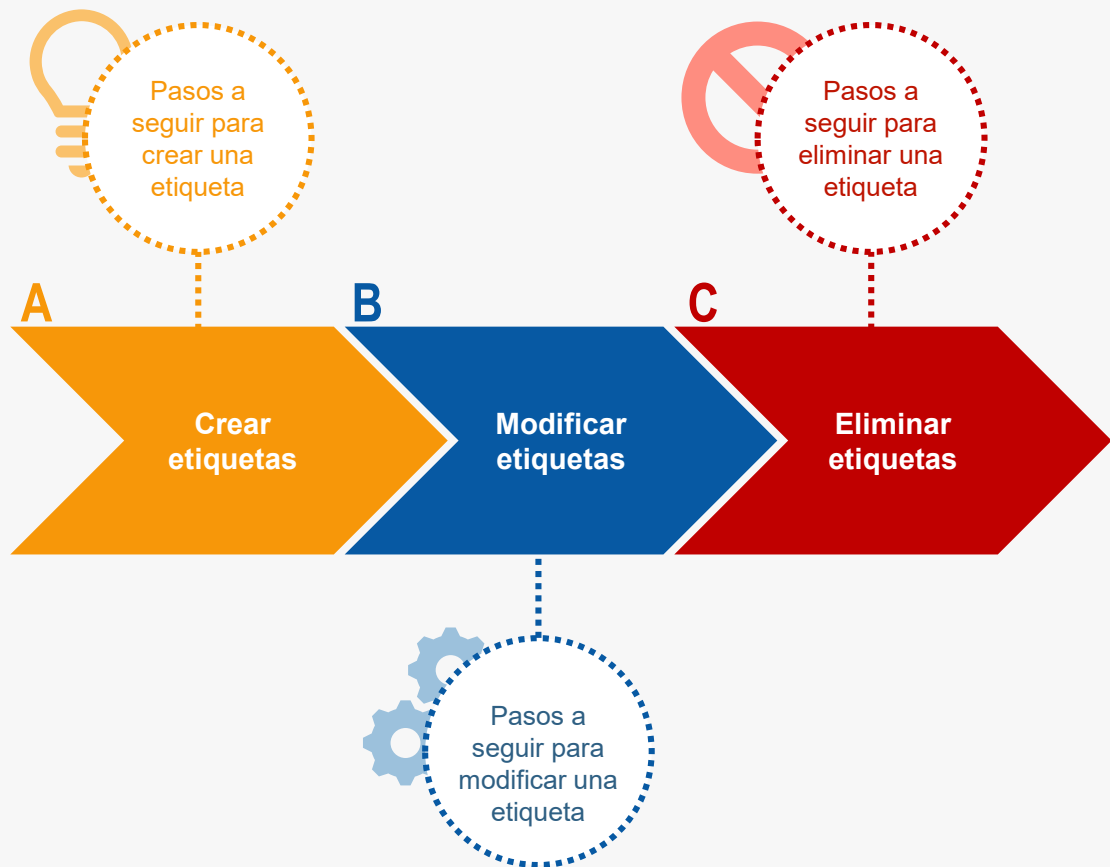 Pasos a
seguir para
crear una
etiqueta
Pasos a
seguir para
eliminar una
etiqueta
A
B
C
Crear
etiquetas
Modificar
etiquetas
Eliminar
etiquetas
Pasos a
seguir para
modificar una
etiqueta